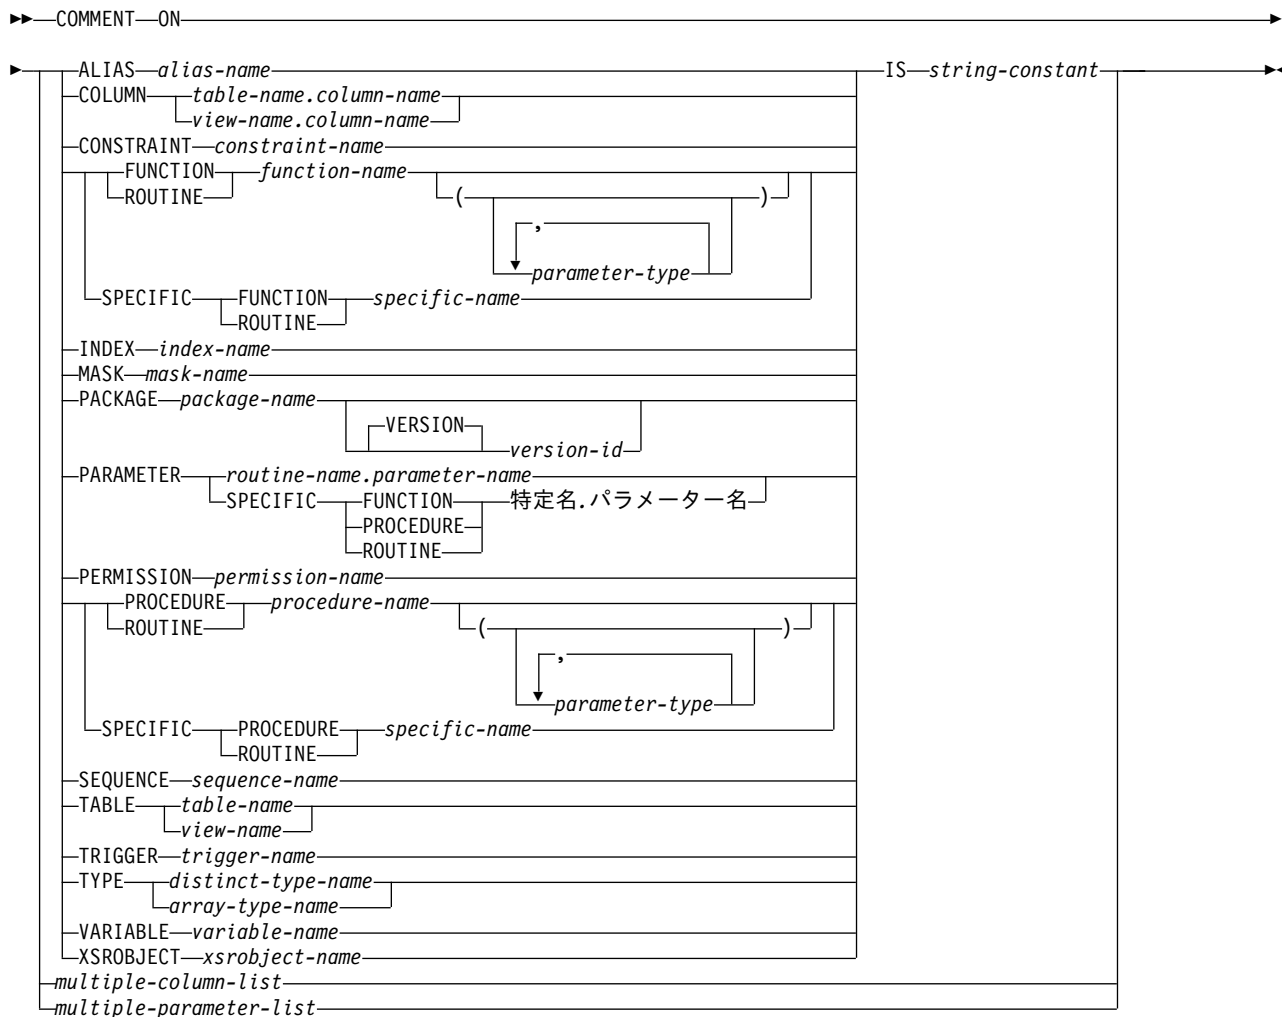 COMMENT ON
ALIAS alias-name IS string-constant
COLUMN table-name.column-name
view-name.column-name
CONSTRAINT constraint-name
FUNCTION function-name
ROUTINE ( )
,
parameter-type
SPECIFIC FUNCTION specific-name
ROUTINE
INDEX index-name
MASK mask-name
PACKAGE package-name
VERSION
version-id
PARAMETER routine-name.parameter-name
SPECIFIC FUNCTION 特定名.パラメーター名
PROCEDURE
ROUTINE
PERMISSION permission-name
PROCEDURE procedure-name
ROUTINE ( )
,
parameter-type
SPECIFIC PROCEDURE specific-name
ROUTINE
SEQUENCE sequence-name
TABLE table-name
view-name
TRIGGER trigger-name
TYPE distinct-type-name
array-type-name
VARIABLE variable-name
XSROBJECT xsrobject-name
multiple-column-list
multiple-parameter-list